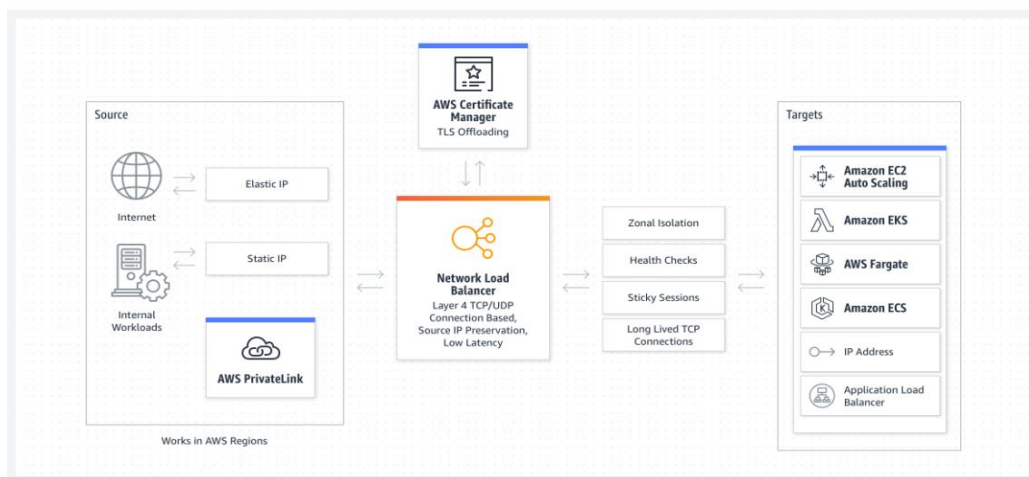 Source
Internet
Elastic IP
Internal
Workloads
Static IP
AWS PrivateLink
Works in AWS Regions
AWS Certificate
Manager
TLS Offloading
Network Load
Balancer
Layer 4 TCP/UDP
Connection Based,
Source IP Preservation,
Low Latency
Zonal Isolation
Health Checks
Sticky Sessions
Long Lived TCP
Connections
Targets
Amazon EC2
Auto Scaling
Amazon EKS
AWS Fargate
Amazon ECS
IP Address
Application Load
Balancer